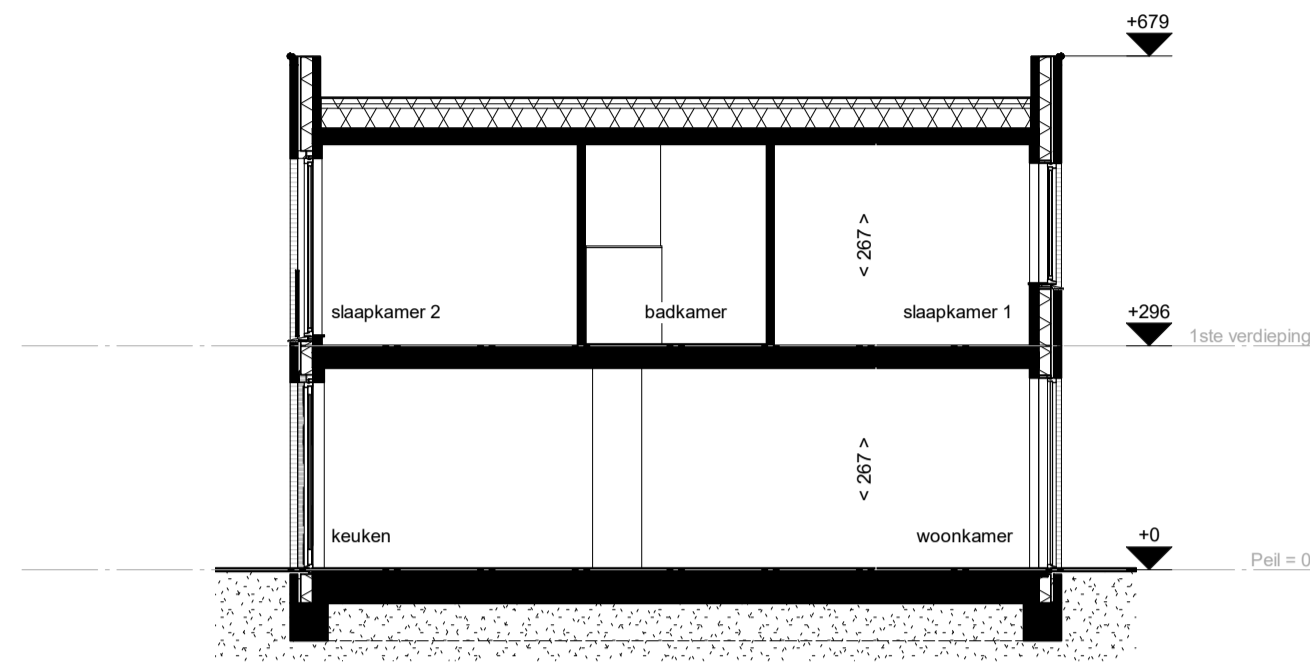 +679
< 267 >
slaapkamer 2
badkamer
slaapkamer 1
+296
1ste verdieping
< 267 >
keuken
woonkamer
+0
Peil = 0